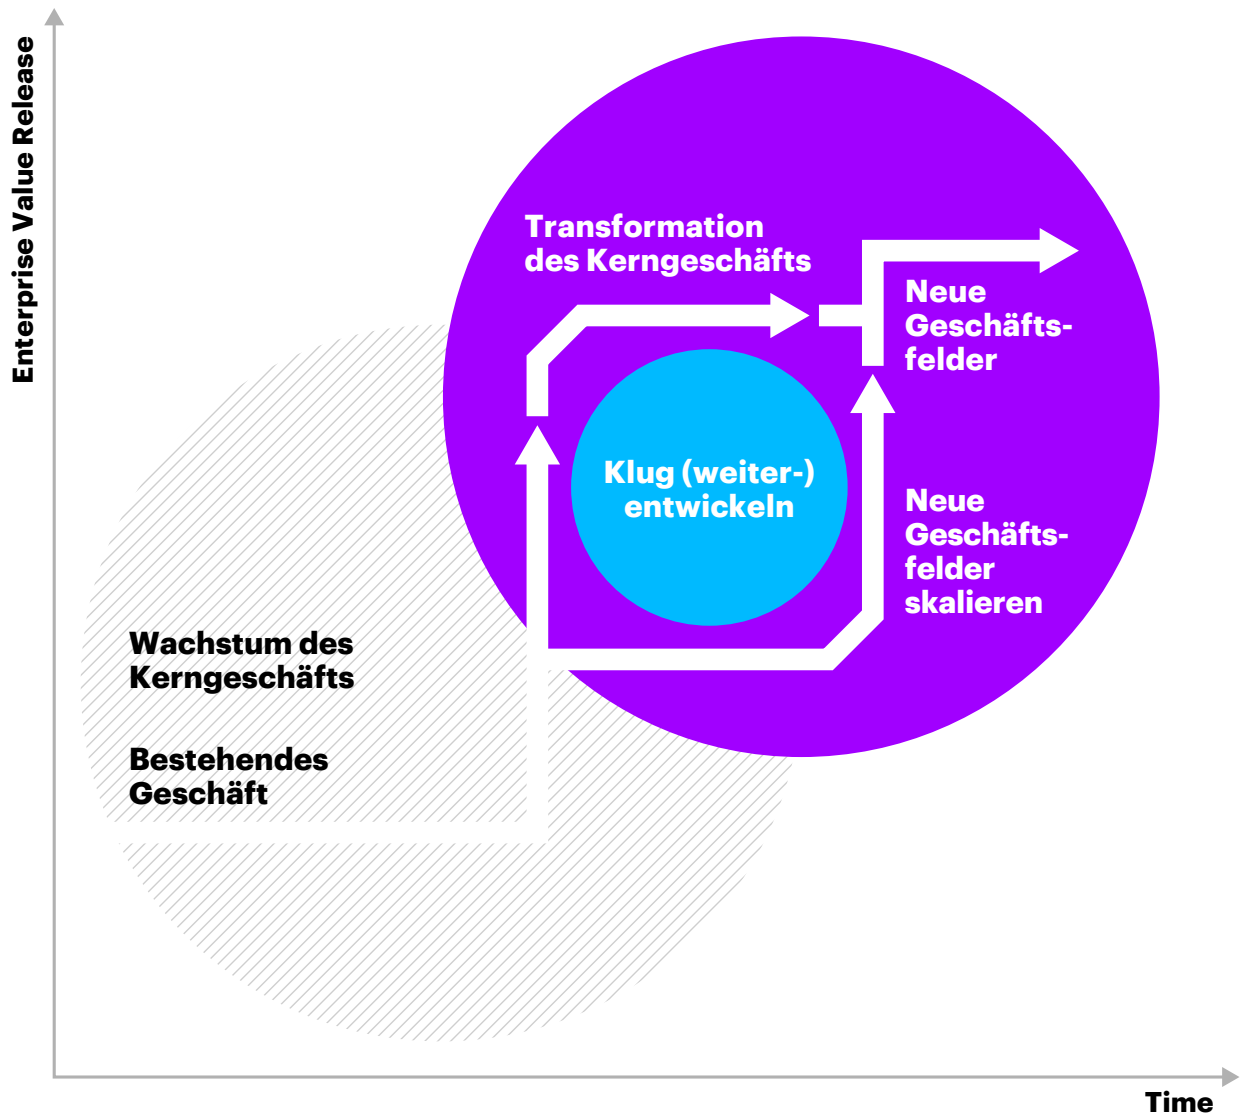 Enterprise Value Release
Transformation
des Kerngeschäfts
Neue
Geschäfts-
felder
Klug (weiter-)
entwickeln
Neue
Geschäfts-
felder
skalieren
Wachstum des
Kerngeschäfts
Bestehendes
Geschäft
Time